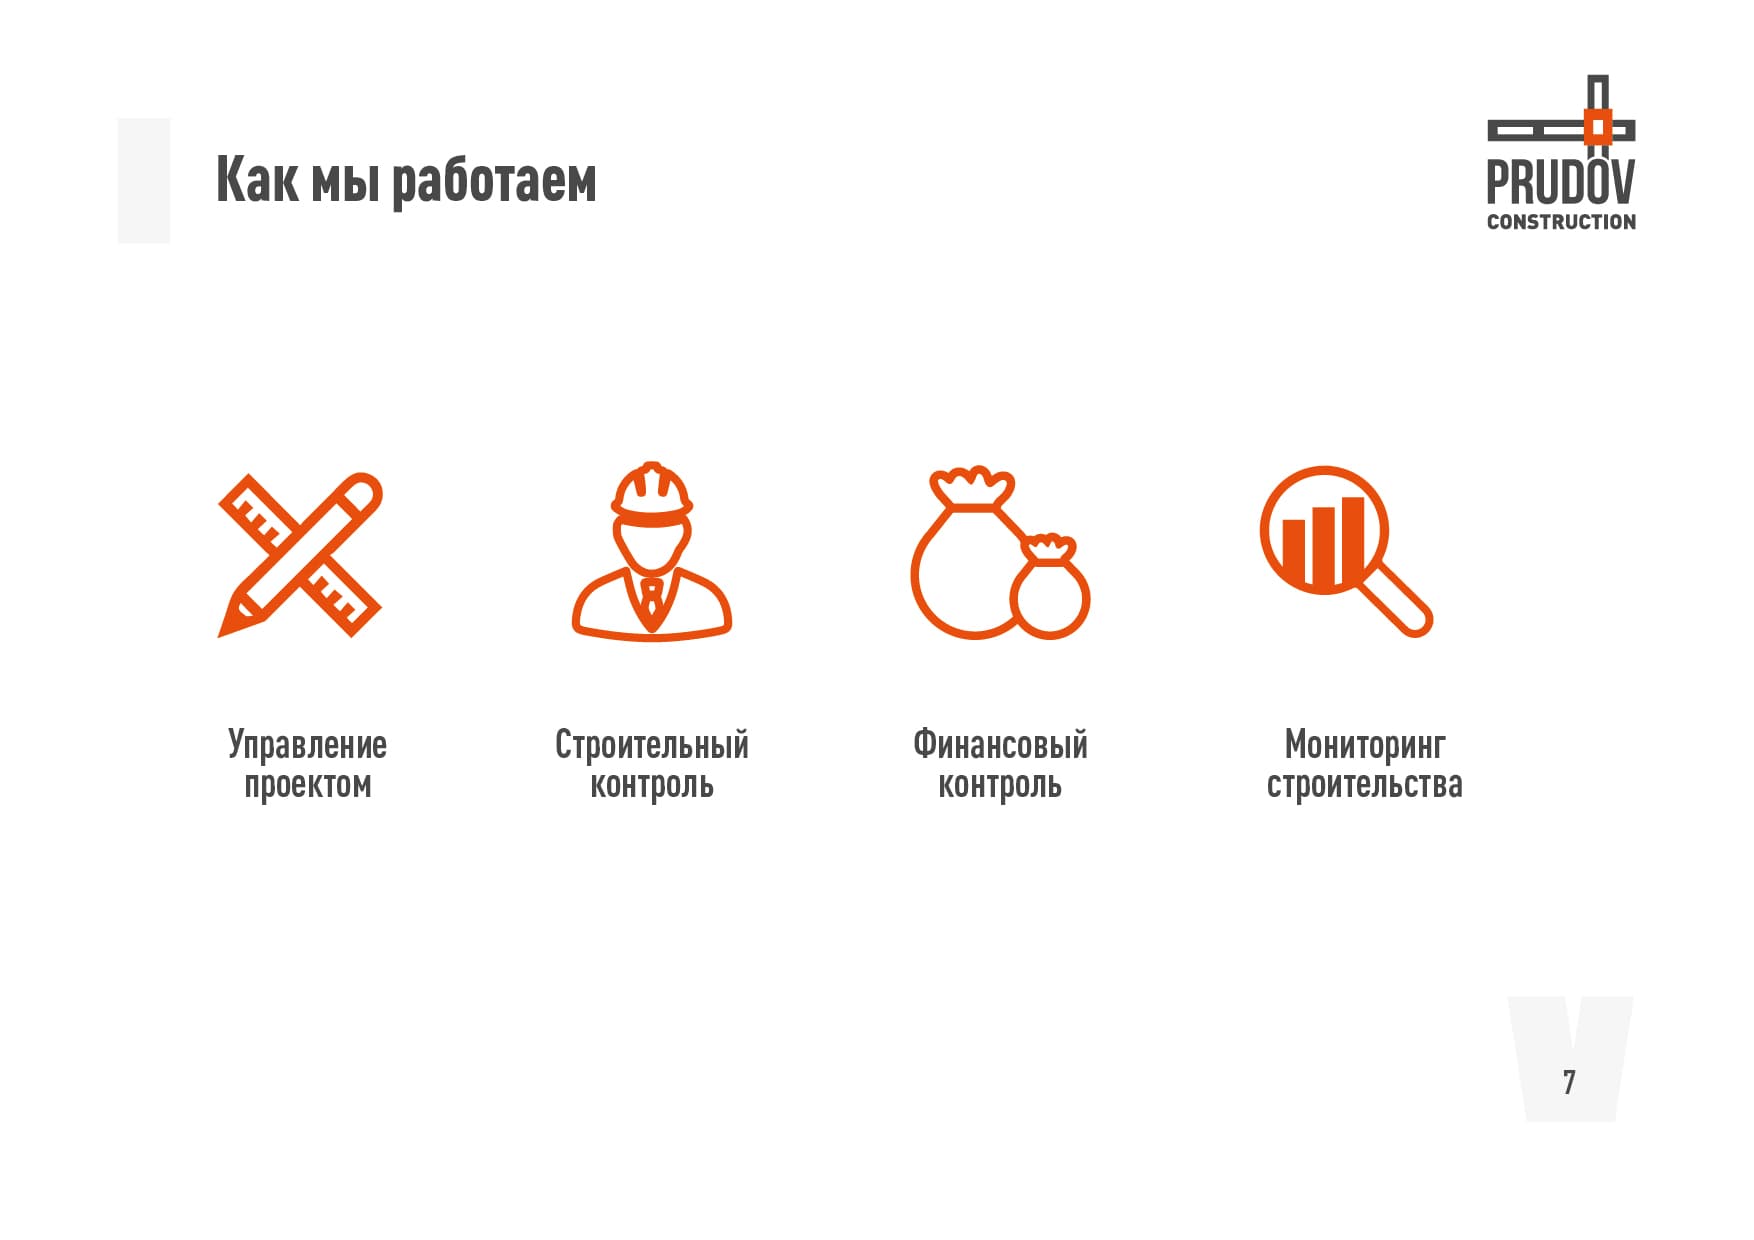 Как мы работаем
PRUDOV
CONSTRUCTION
Управление
проектом
Строительный
контроль
Финансовый
контроль
Мониторинг
строительства
7